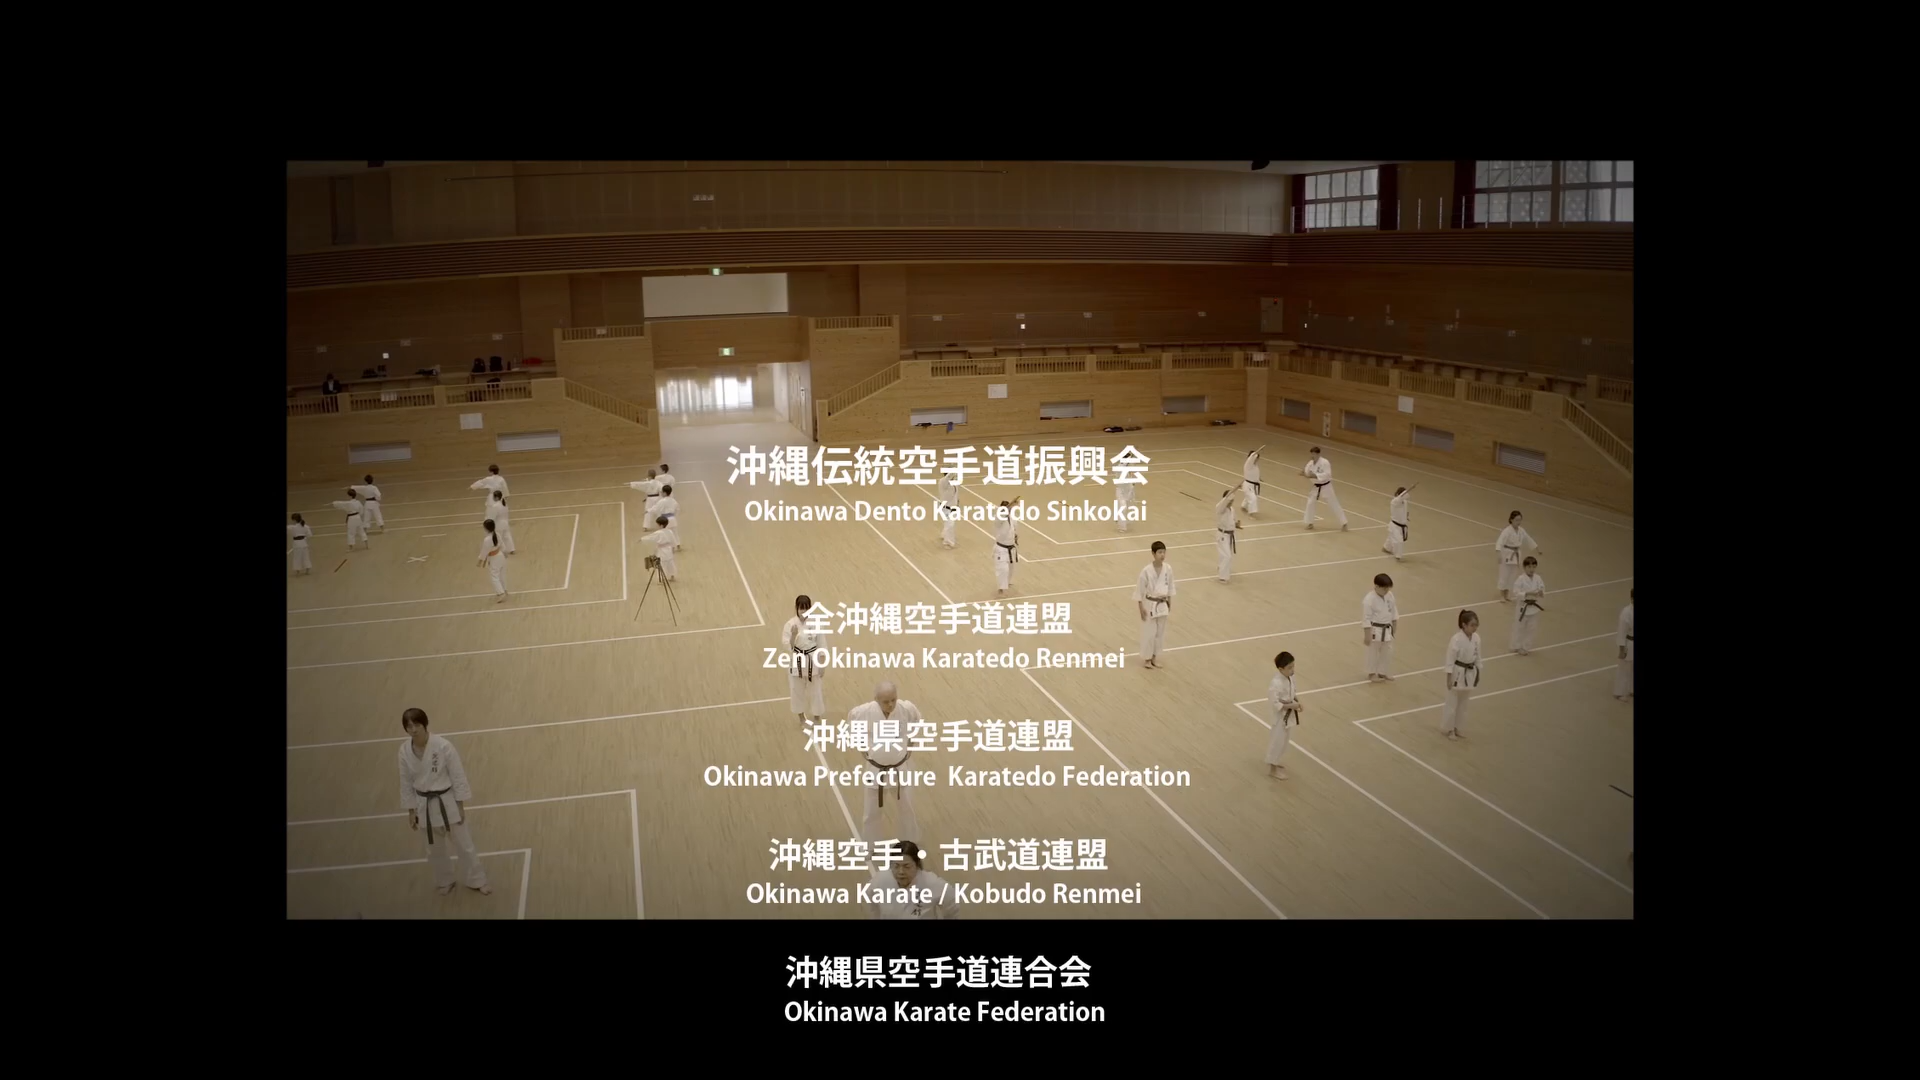 沖縄伝統空手道振興会
Okinawa Dento Karatedo Sinkokai
全沖縄空手道連盟
Zen Okinawa Karatedo Renmei
沖縄県空手道連盟
Okinawa Prefecture Karatedo Federation
沖縄空手・古武道連盟
Okinawa Karate / Kobudo Renmei
沖縄県空手道連合会
Okinawa Karate Federation